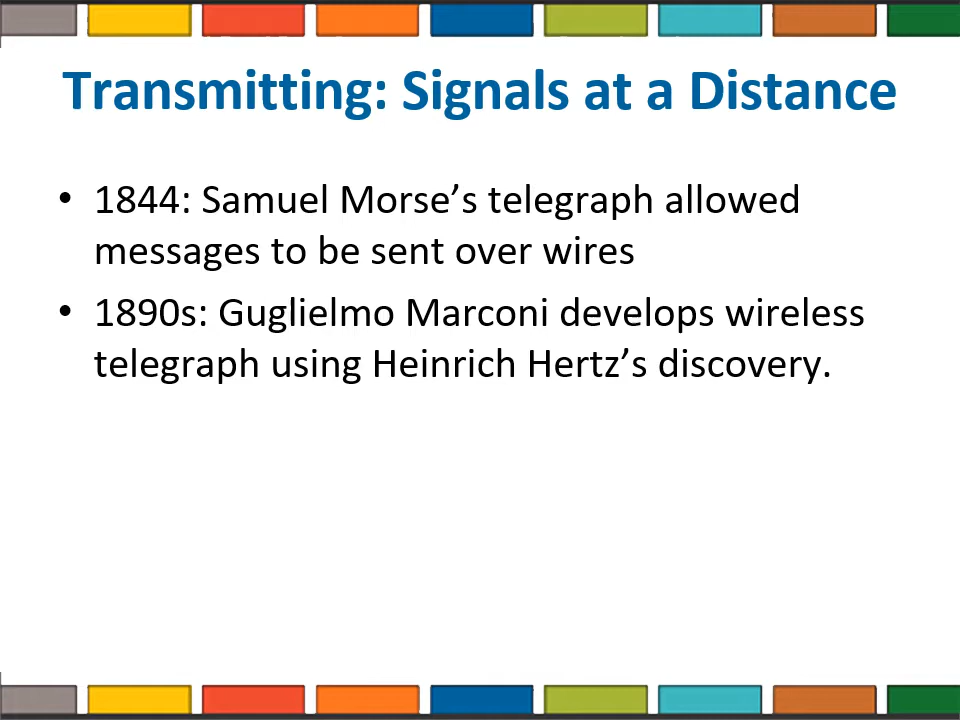 Transmitting: Signals at a Distance
• 1844: Samuel Morse’s telegraph allowed
messages to be sent over wires
• 1890s: Guglielmo Marconi develops wireless
telegraph using Heinrich Hertz’s discovery.